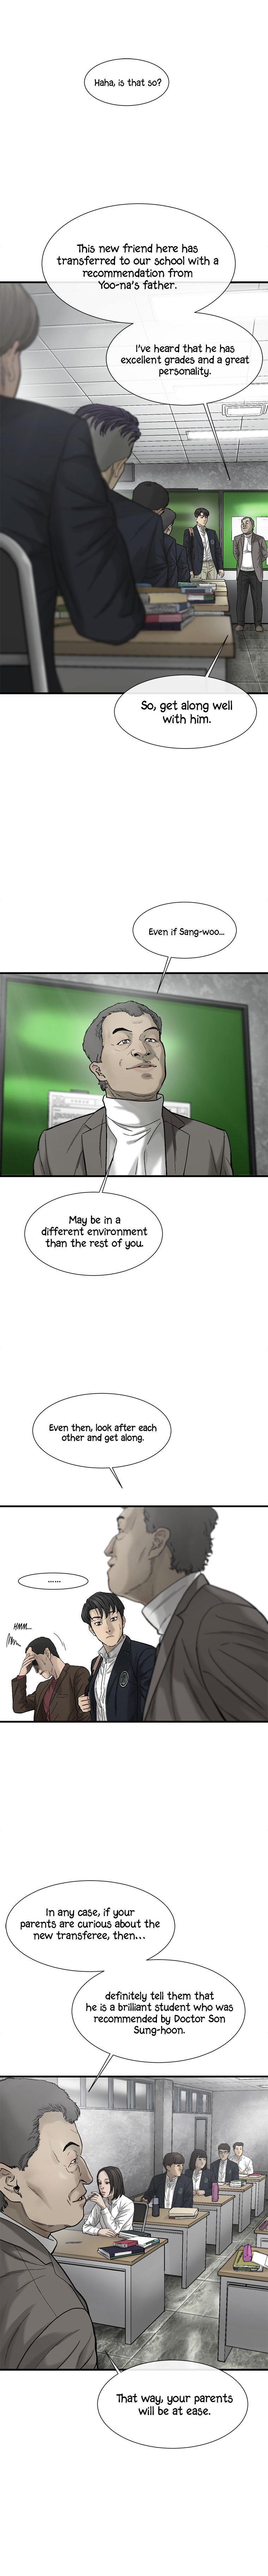 Haha, is that so?
This new friend here has
transferred to our school with a
recommendation from
Yoo-na's father.
I've heard that he has
excellent grades and a great
personality.
So, get along well
with him.
Even if Sang-woo...
May be in a
different environment
than the rest of you.
Even then, look after each
other and get along.
......
HMM...
In any case, if your
parents are curious about the
new transferee, then...
definitely tell them that
he is a brilliant student who was
recommended by Doctor Son
Sung-hoon.
That way, your parents
will be at ease.